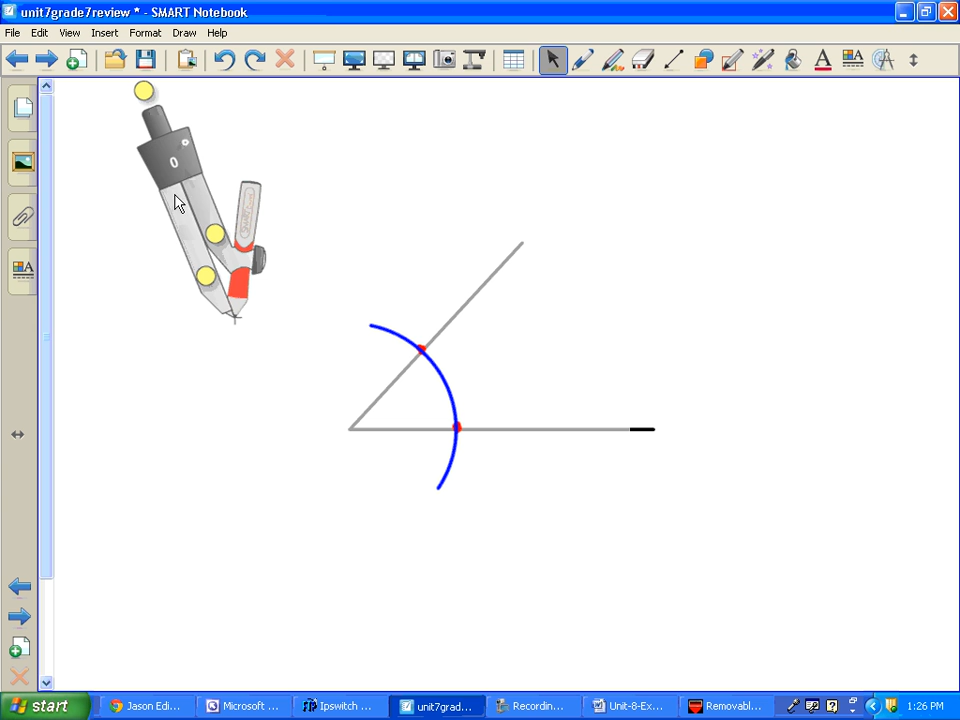 unit7grade7review * - SMART Notebook
File Edit View Insert Format Draw Help
0°
start
Jason Edi...
Microsoft ...
Ipswitch ...
unit7grad...
Recordin...
Unit-8-Ex...
Removabl...
1:26 PM